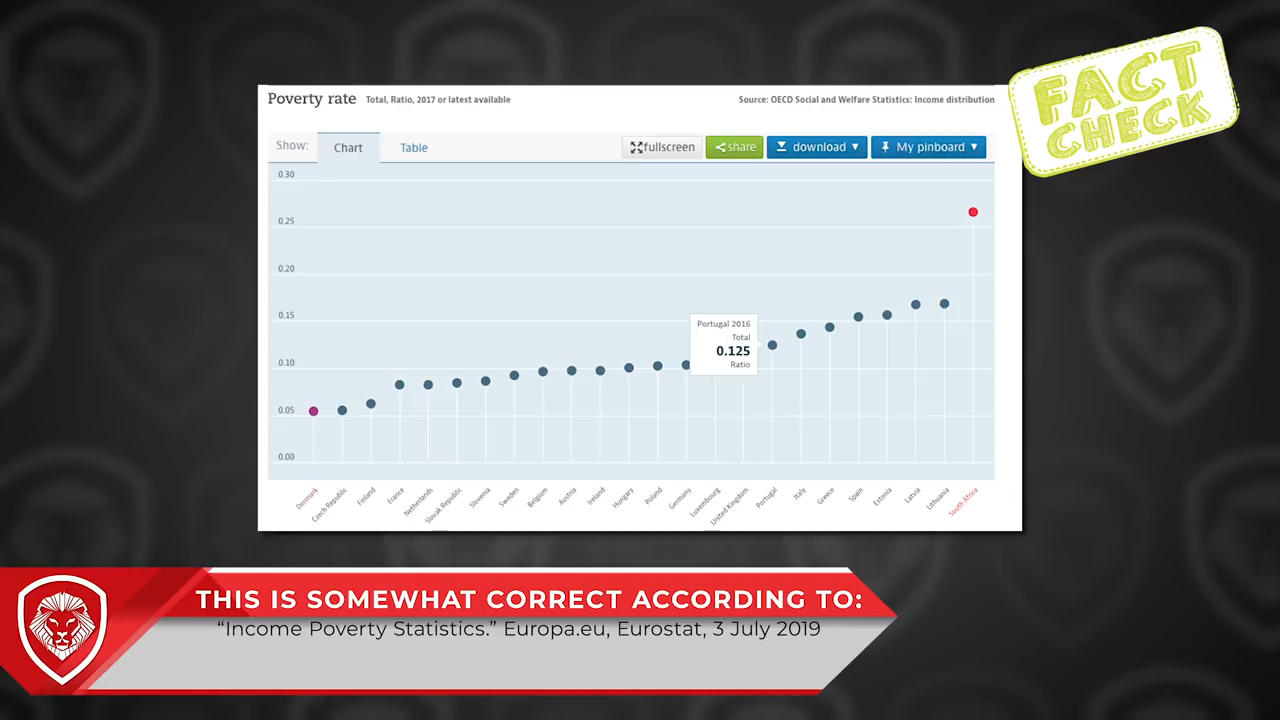 Poverty rate Total, Ratio, 2017 or latest available
Source: OECD Social and Welfare Statistics: Income distribution
FACT
CHECK
Show: Chart Table
fullscreen share download My pinboard
0.30
0.25
0.20
0.15
0.10
0.05
0.00
Portugal 2016
Total
0.125
Ratio
Denmark
Czech Republic
Finland
France
Netherlands
Slovak Republic
Slovenia
Sweden
Belgium
Austria
Ireland
Hungary
Poland
Germany
Luxembourg
United Kingdom
Portugal
Italy
Greece
Spain
Estonia
Latvia
Lithuania
South Africa
THIS IS SOMEWHAT CORRECT ACCORDING TO:
“Income Poverty Statistics.” Europa.eu, Eurostat, 3 July 2019